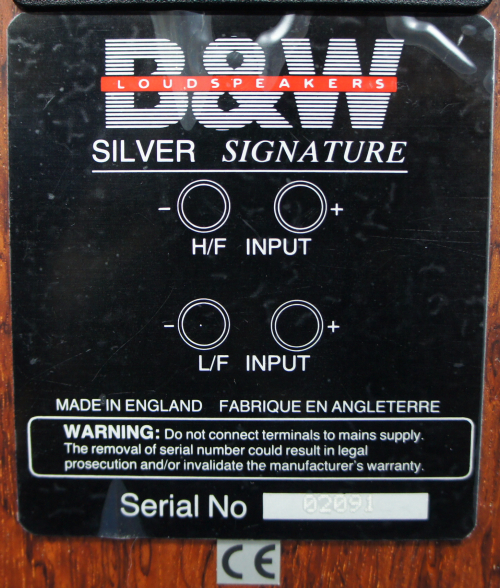 B&W
LOUDSPEAKERS
SILVER SIGNATURE
- +
H/F INPUT
- +
L/F INPUT
MADE IN ENGLAND FABRIQUE EN ANGLETERRE
WARNING: Do not connect terminals to mains supply.
The removal of serial number could result in legal
prosecution and/or invalidate the manufacturer's warranty.
Serial No 02091
CE